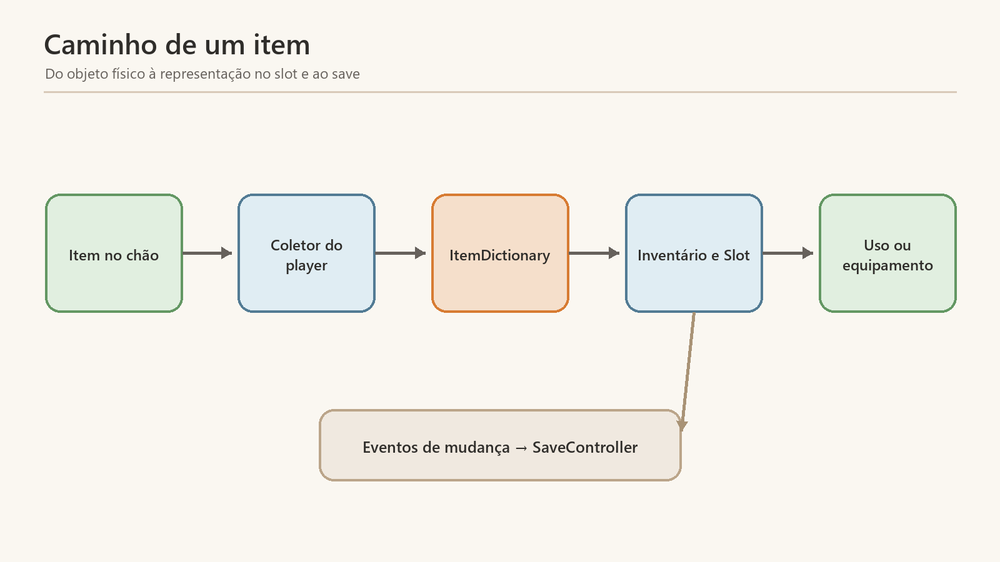 Caminho de um item
Do objeto físico à representação no slot e ao save
Item no chão
Coletor do
player
ItemDictionary
Inventário e Slot
Uso ou
equipamento
Eventos de mudança → SaveController